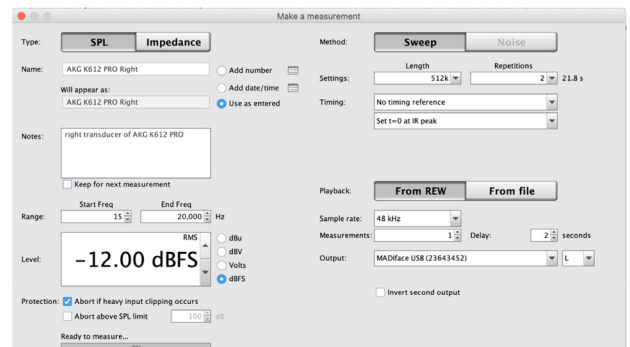 Make a measurement
Type: SPL Impedance Method: Sweep Noise
Length Repetitions
Name: AKG K612 PRO Right Add number Settings: 512k 2 21.8 s
Will appear as: Add date/time
AKG K612 PRO Right Use as entered Timing: No timing reference
Set t=0 at IR peak
Notes: right transducer of AKG K612 PRO
Keep for next measurement
Playback: From REW From file
Start Freq End Freq
Range: 15 20,000 Hz Sample rate: 48 kHz
Measurements: 1 Delay: 2 seconds
RMS dBu
Level: -12.00 dBFS dBV Output: MADIface USB (23643452) L
Volts
dBFS
Invert second output
Protection: Abort if heavy input clipping occurs
Abort above SPL limit 100 dB
Ready to measure...